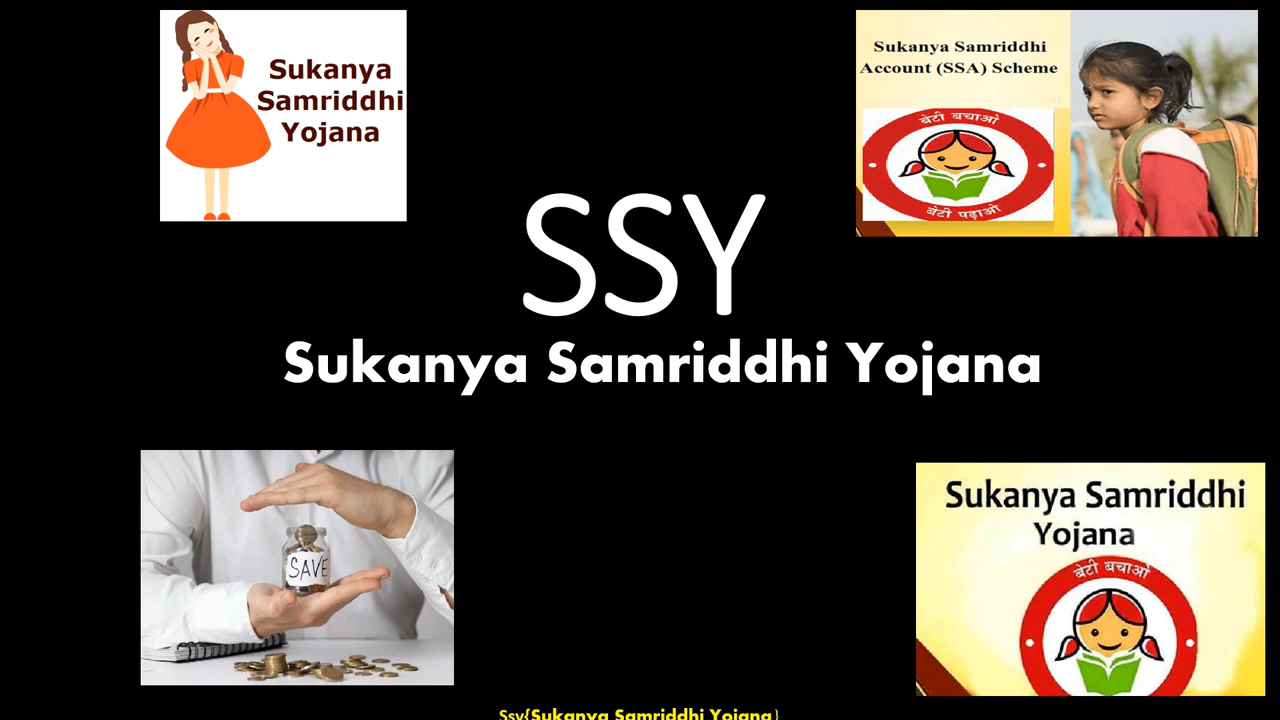 Sukanya
Samriddhi
Yojana
Sukanya Samriddhi
Account (SSA) Scheme
बेटी बचाओ
बेटी पढ़ाओ
SSY
Sukanya Samriddhi Yojana
SAVE
Sukanya Samriddhi
Yojana
बेटी बचाओ
Ssy{Sukanya Samriddhi Yojana}